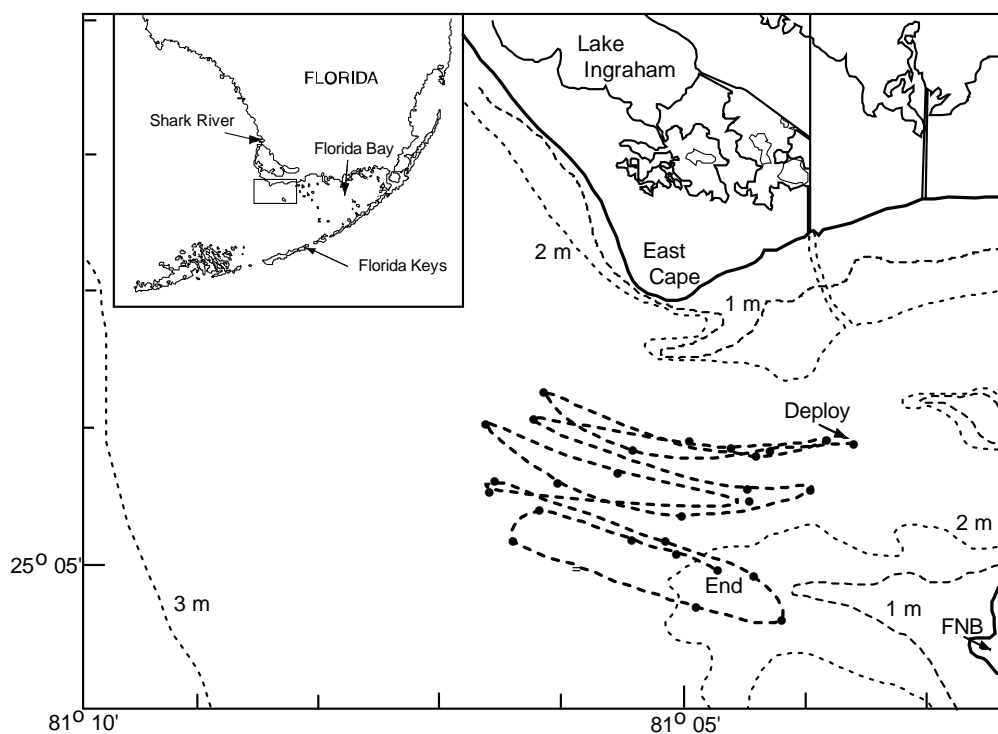 FLORIDA
Shark River
Florida Bay
Florida Keys
Lake
Ingraham
East
Cape
2 m
1 m
Deploy
2 m
25° 05'
End
3 m
1 m
FNB
81° 10'
81° 05'